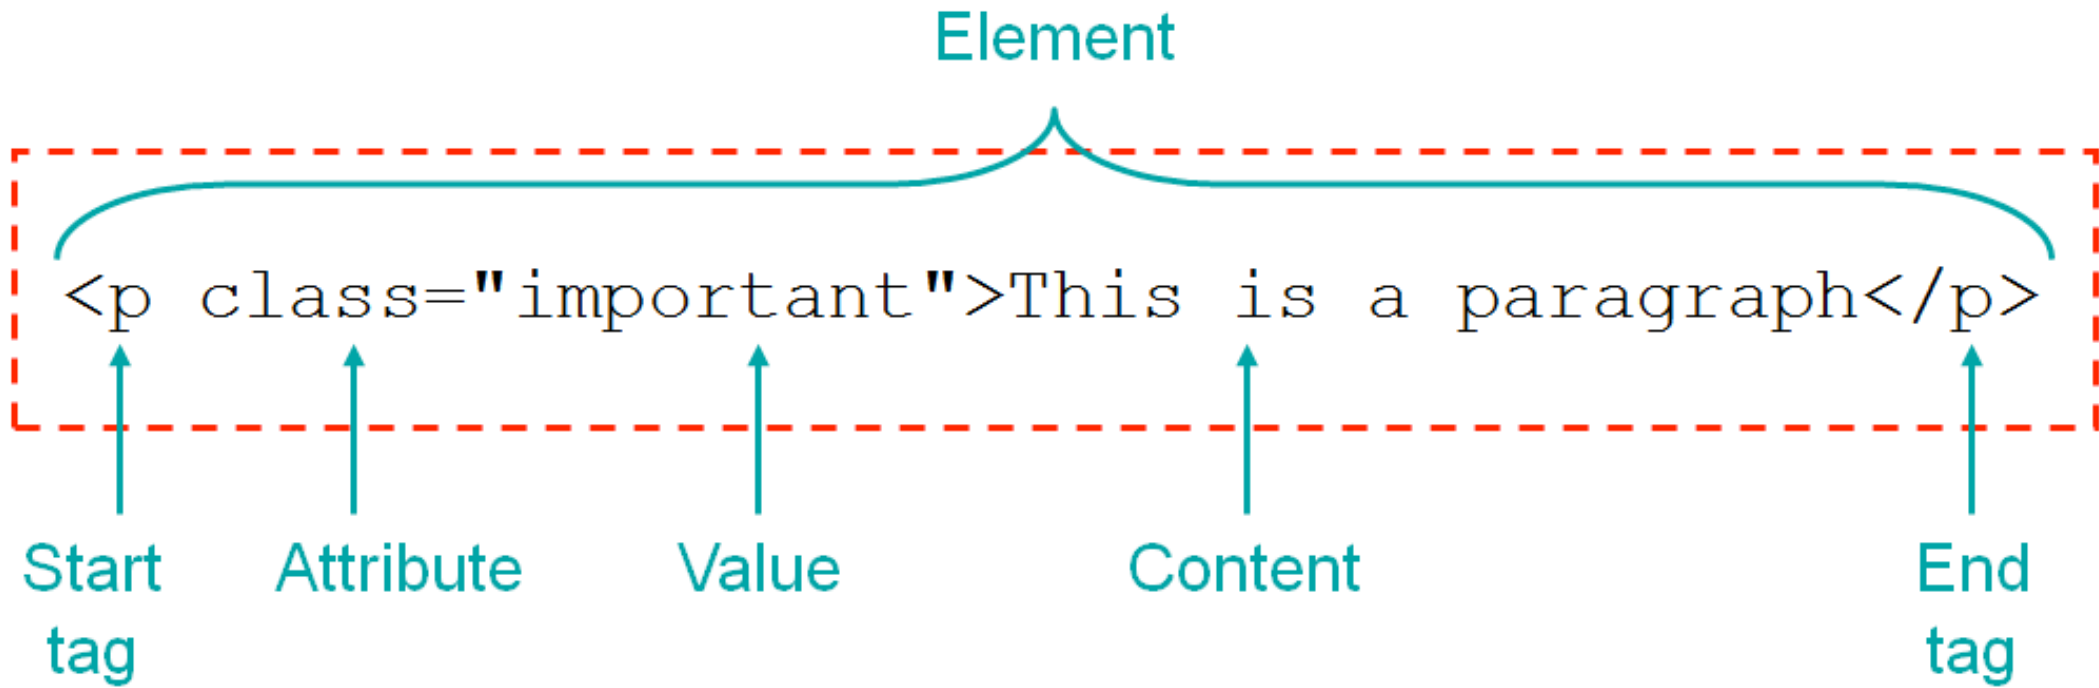 Element
<p class="important">This is a paragraph</p>
Start tag
Attribute
Value
Content
End tag